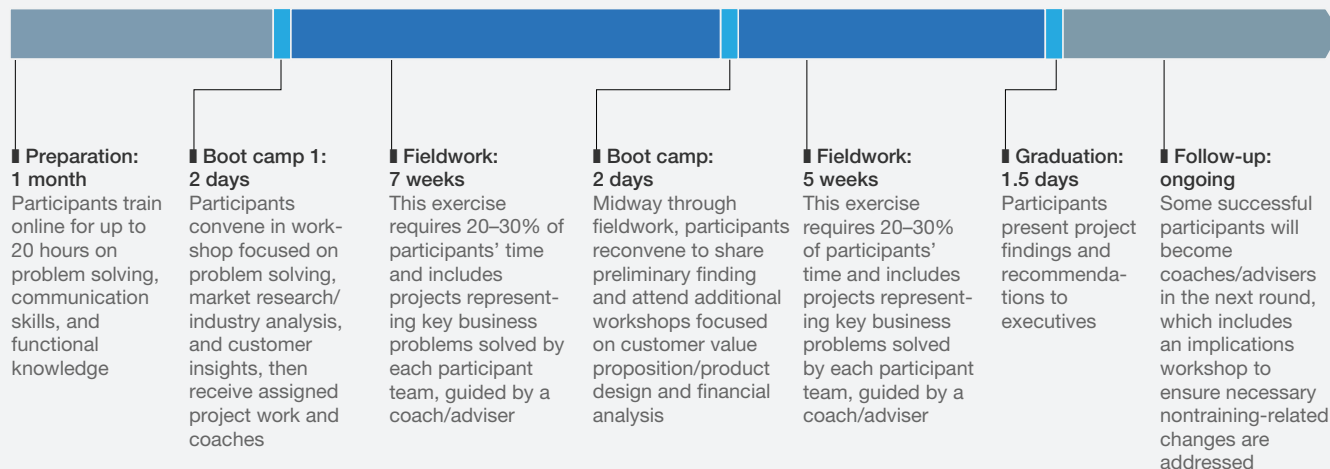 Preparation:
1 month
Participants train
online for up to
20 hours on
problem solving,
communication
skills, and
functional
knowledge
Boot camp 1:
2 days
Participants
convene in work-
shop focused on
problem solving,
market research/
industry analysis,
and customer
insights, then
receive assigned
project work and
coaches
Fieldwork:
7 weeks
This exercise
requires 20–30% of
participants’ time
and includes
projects represent-
ing key business
problems solved by
each participant
team, guided by a
coach/adviser
Boot camp:
2 days
Midway through
fieldwork, participants
reconvene to share
preliminary finding
and attend additional
workshops focused
on customer value
proposition/product
design and financial
analysis
Fieldwork:
5 weeks
This exercise
requires 20–30%
of participants’
time and includes
projects represent-
ing key business
problems solved
by each participant
team, guided by a
coach/adviser
Graduation:
1.5 days
Participants
present project
findings and
recommenda-
tions to
executives
Follow-up:
ongoing
Some successful
participants will
become
coaches/advisers
in the next round,
which includes
an implications
workshop to
ensure necessary
nontraining-related
changes are
addressed